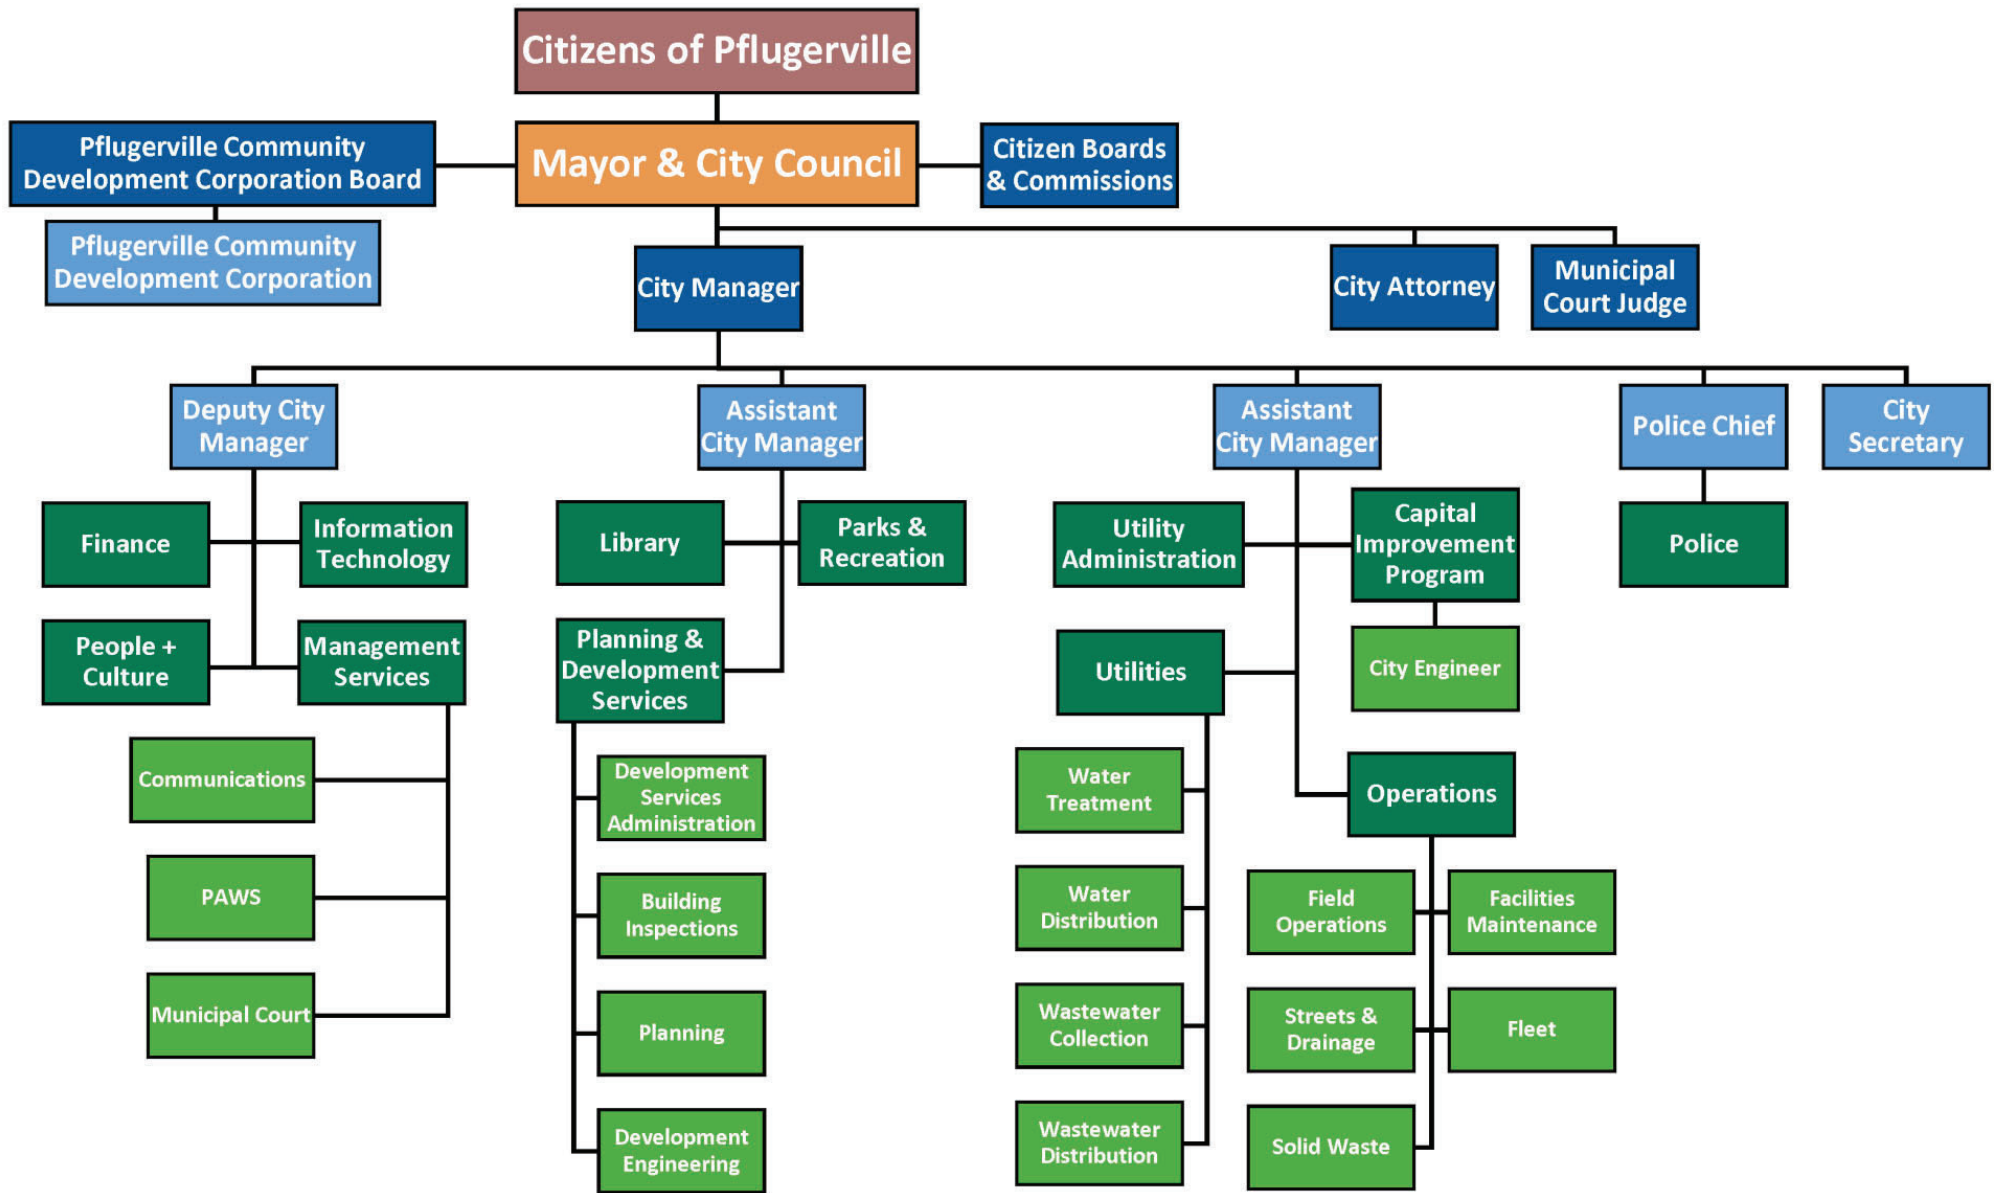 Citizens of Pflugerville
Pflugerville Community
Development Corporation Board
Mayor & City Council
Citizen Boards
& Commissions
Pflugerville Community
Development Corporation
City Manager
City Attorney
Municipal
Court Judge
Deputy City
Manager
Assistant
City Manager
Assistant
City Manager
Police Chief
City
Secretary
Finance
Information
Technology
Library
Parks &
Recreation
Utility
Administration
Capital
Improvement
Program
Police
People +
Culture
Management
Services
Planning &
Development
Services
Utilities
City Engineer
Communications
Development
Services
Administration
Water
Treatment
Operations
PAWS
Building
Inspections
Water
Distribution
Field
Operations
Facilities
Maintenance
Municipal Court
Planning
Wastewater
Collection
Streets &
Drainage
Fleet
Development
Engineering
Wastewater
Distribution
Solid Waste